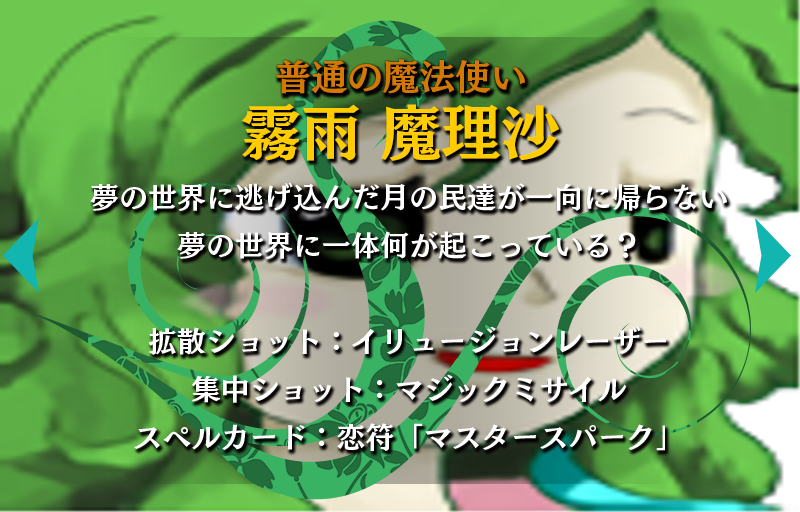 普通の魔法使い
霧雨 魔理沙
夢の世界に逃げ込んだ月の民達が一向に帰らない
夢の世界に一体何が起こっている？
拡散ショット：イリュージョンレーザー
集中ショット：マジックミサイル
スペルカード：恋符「マスタースパーク」